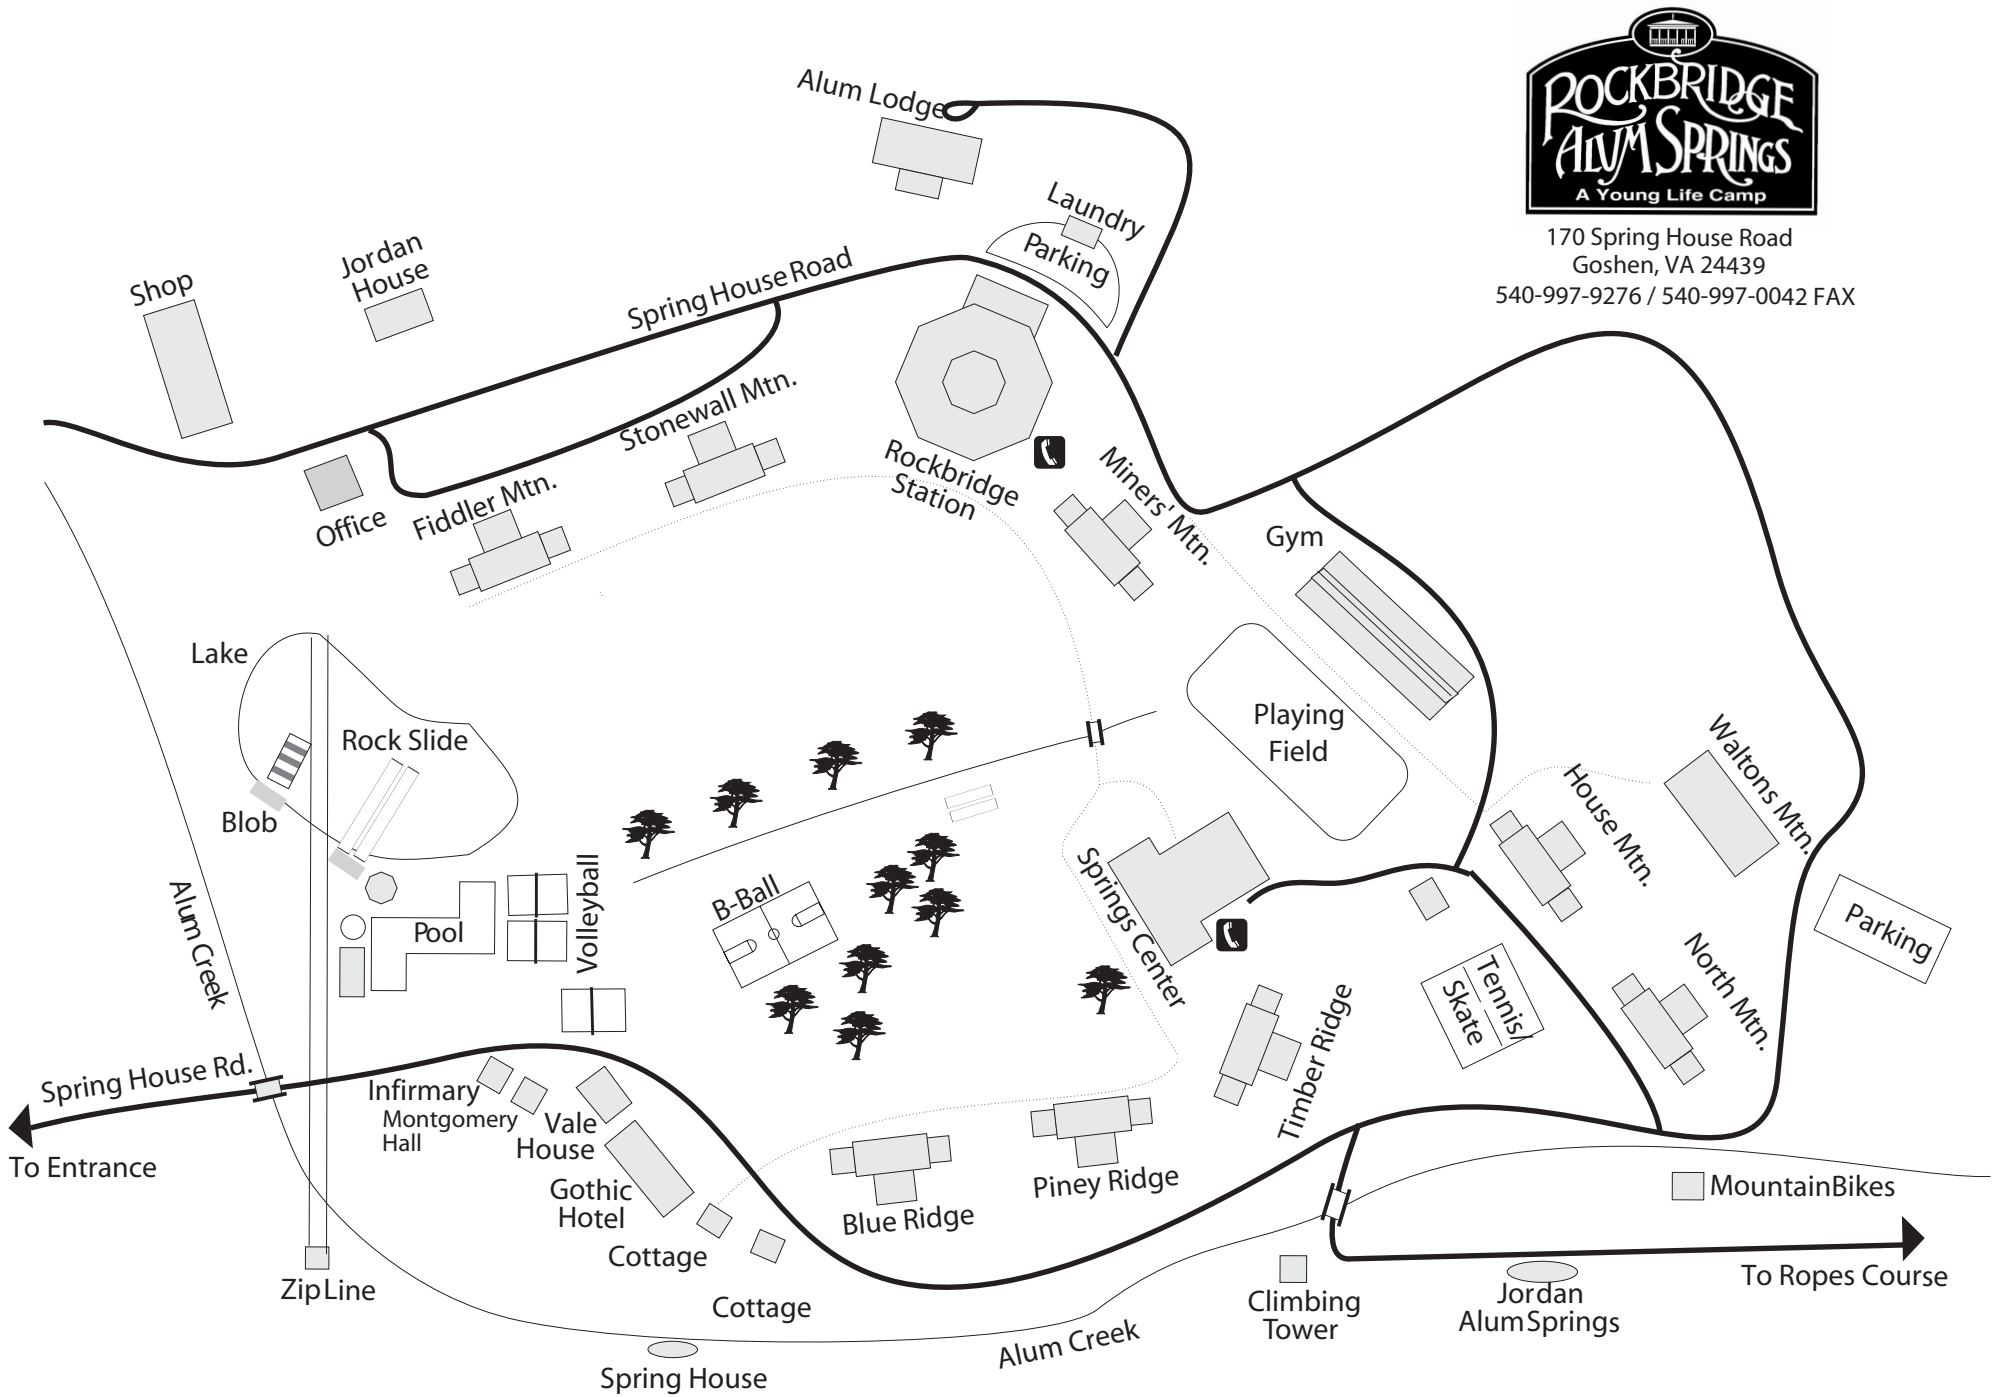 ROCKBRIDGE
ALUM SPRINGS
A Young Life Camp
170 Spring House Road
Goshen, VA 24439
540-997-9276 / 540-997-0042 FAX
Alum Lodge
Laundry
Parking
Jordan
House
Shop
Spring House Road
Stonewall Mtn.
Rockbridge
Station
Miners' Mtn.
Fiddler Mtn.
Office
Gym
Lake
Rock Slide
Playing
Field
Waltons Mtn.
House Mtn.
Blob
Springs Center
B-Ball
Volleyball
Pool
Alum Creek
Parking
North Mtn.
Tennis/
Skate
Timber Ridge
Spring House Rd.
Infirmary
Montgomery
Hall
Vale
House
To Entrance
Gothic
Hotel
Piney Ridge
Blue Ridge
MountainBikes
Cottage
To Ropes Course
Zip Line
Cottage
Climbing
Tower
Jordan
Alum Springs
Alum Creek
Spring House